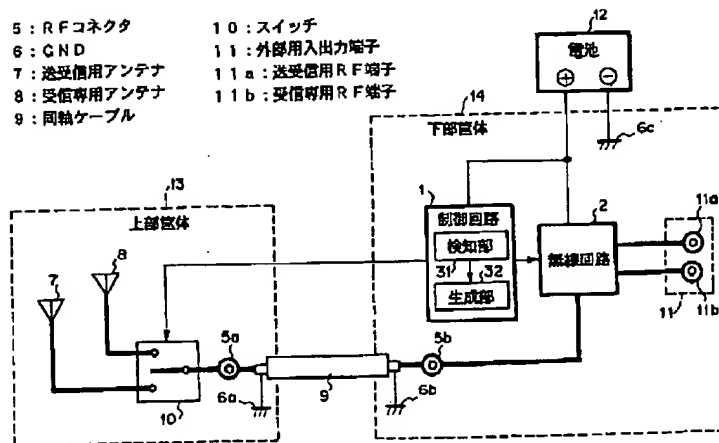 5：RFコネクタ
6：GND
7：送受信用アンテナ
8：受信専用アンテナ
9：同軸ケーブル
10：スイッチ
11：外部用入出力端子
11a：送受信用RF端子
11b：受信専用RF端子
12
電池
⊕ ⊖
6c
14
下部筐体
13
上部筐体
1
制御回路
検知部
31
32
生成部
2
無線回路
11a
11b
11
7
8
10
5a
6a
9
5b
6b